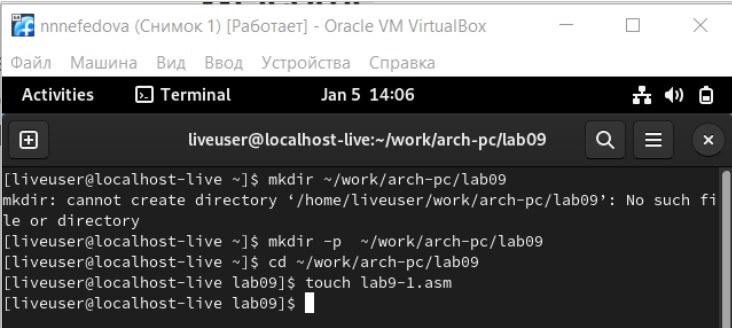 nnnefedova (Снимок 1) [Работает] - Oracle VM VirtualBox
Файл Машина Вид Ввод Устройства Справка
Activities Terminal Jan 5 14:06
liveuser@localhost-live:~/work/arch-pc/lab09
[liveuser@localhost-live ~]$ mkdir ~/work/arch-pc/lab09
mkdir: cannot create directory ‘/home/liveuser/work/arch-pc/lab09’: No such fi
le or directory
[liveuser@localhost-live ~]$ mkdir -p  ~/work/arch-pc/lab09
[liveuser@localhost-live ~]$ cd ~/work/arch-pc/lab09
[liveuser@localhost-live lab09]$ touch lab9-1.asm
[liveuser@localhost-live lab09]$